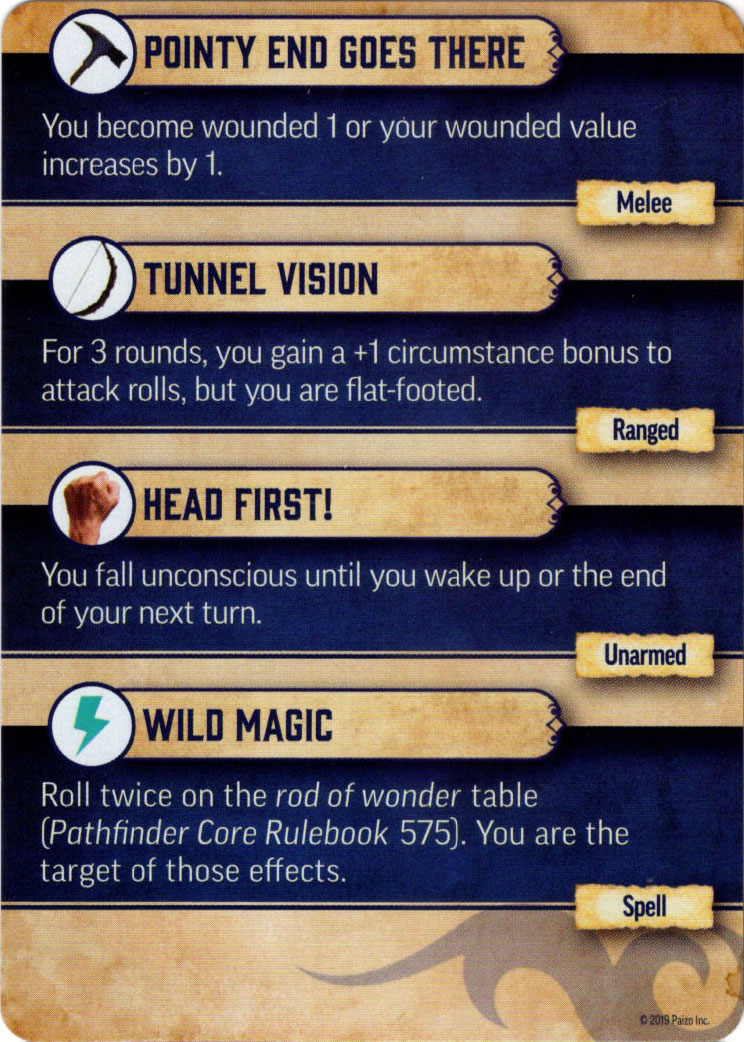 POINTY END GOES THERE
You become wounded 1 or your wounded value
increases by 1.
Melee
TUNNEL VISION
For 3 rounds, you gain a +1 circumstance bonus to
attack rolls, but you are flat-footed.
Ranged
HEAD FIRST!
You fall unconscious until you wake up or the end
of your next turn.
Unarmed
WILD MAGIC
Roll twice on the rod of wonder table
(Pathfinder Core Rulebook 575). You are the
target of those effects.
Spell
© 2019 Paizo Inc.